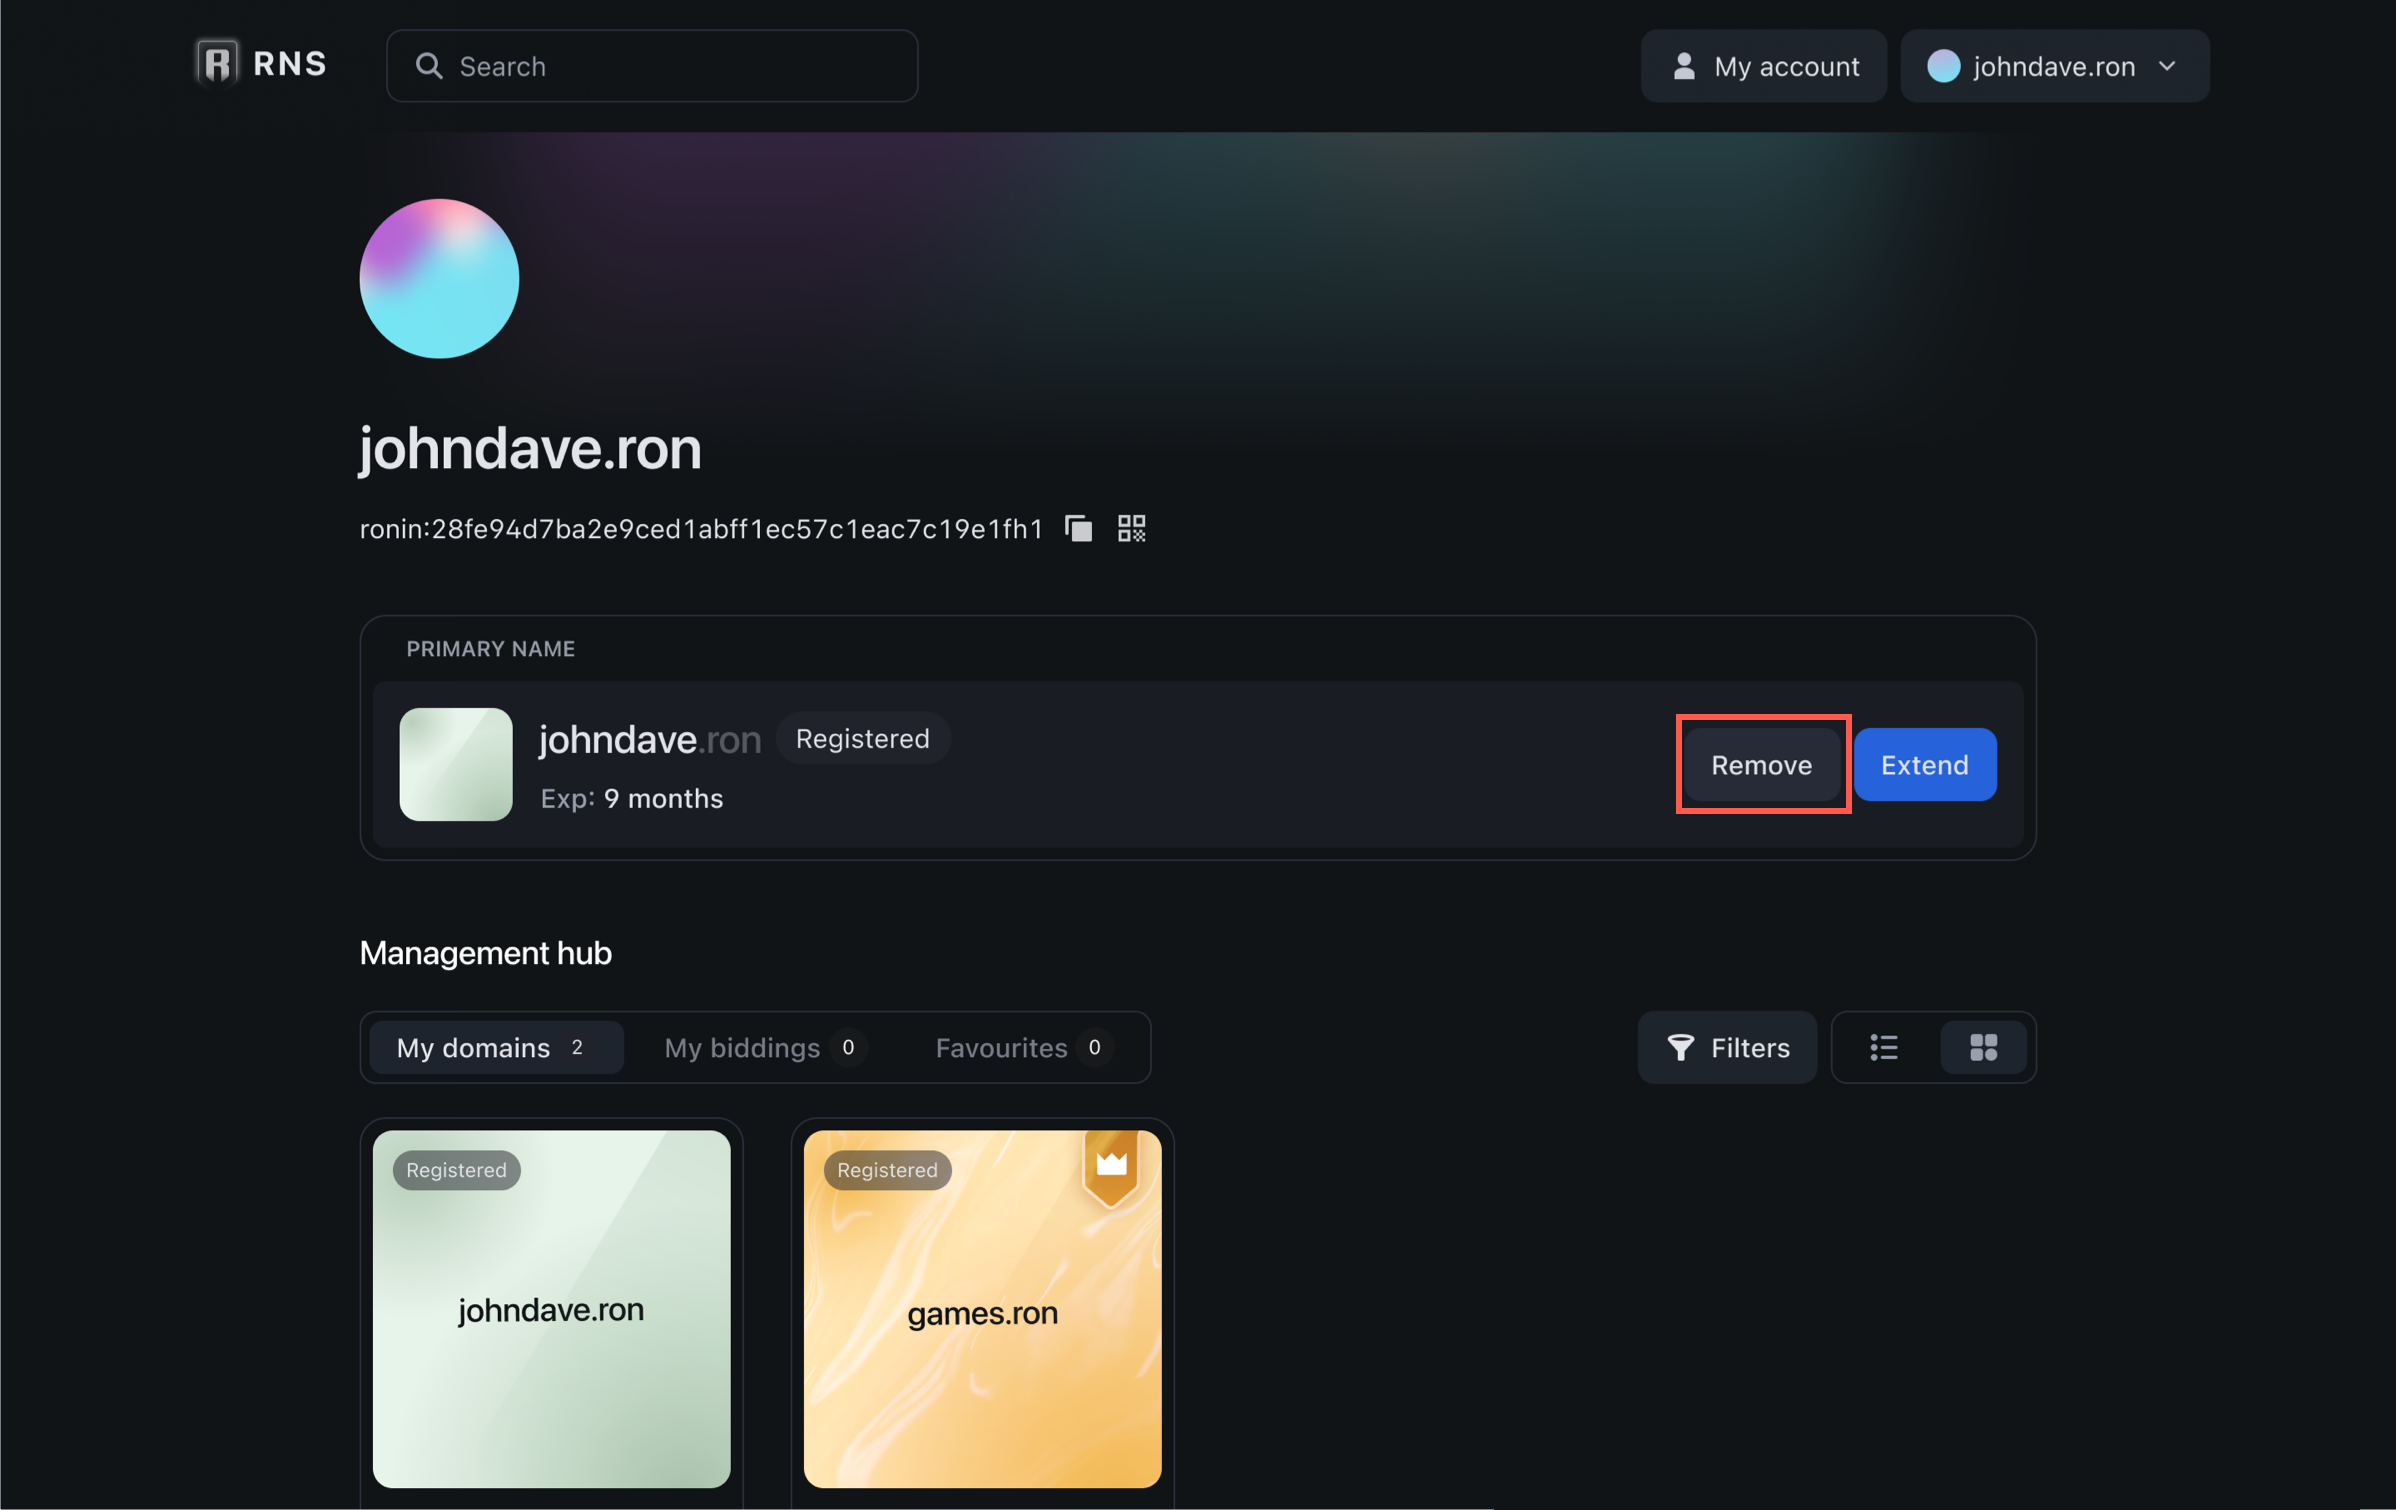 RNS
Search
My account
johndave.ron
johndave.ron
ronin:28fe94d7ba2e9ced1abff1ec57c1eac7c19e1fh1
PRIMARY NAME
johndave.ron Registered
Exp: 9 months
Remove
Extend
Management hub
My domains 2
My biddings 0
Favourites 0
Filters
Registered
johndave.ron
Registered
games.ron